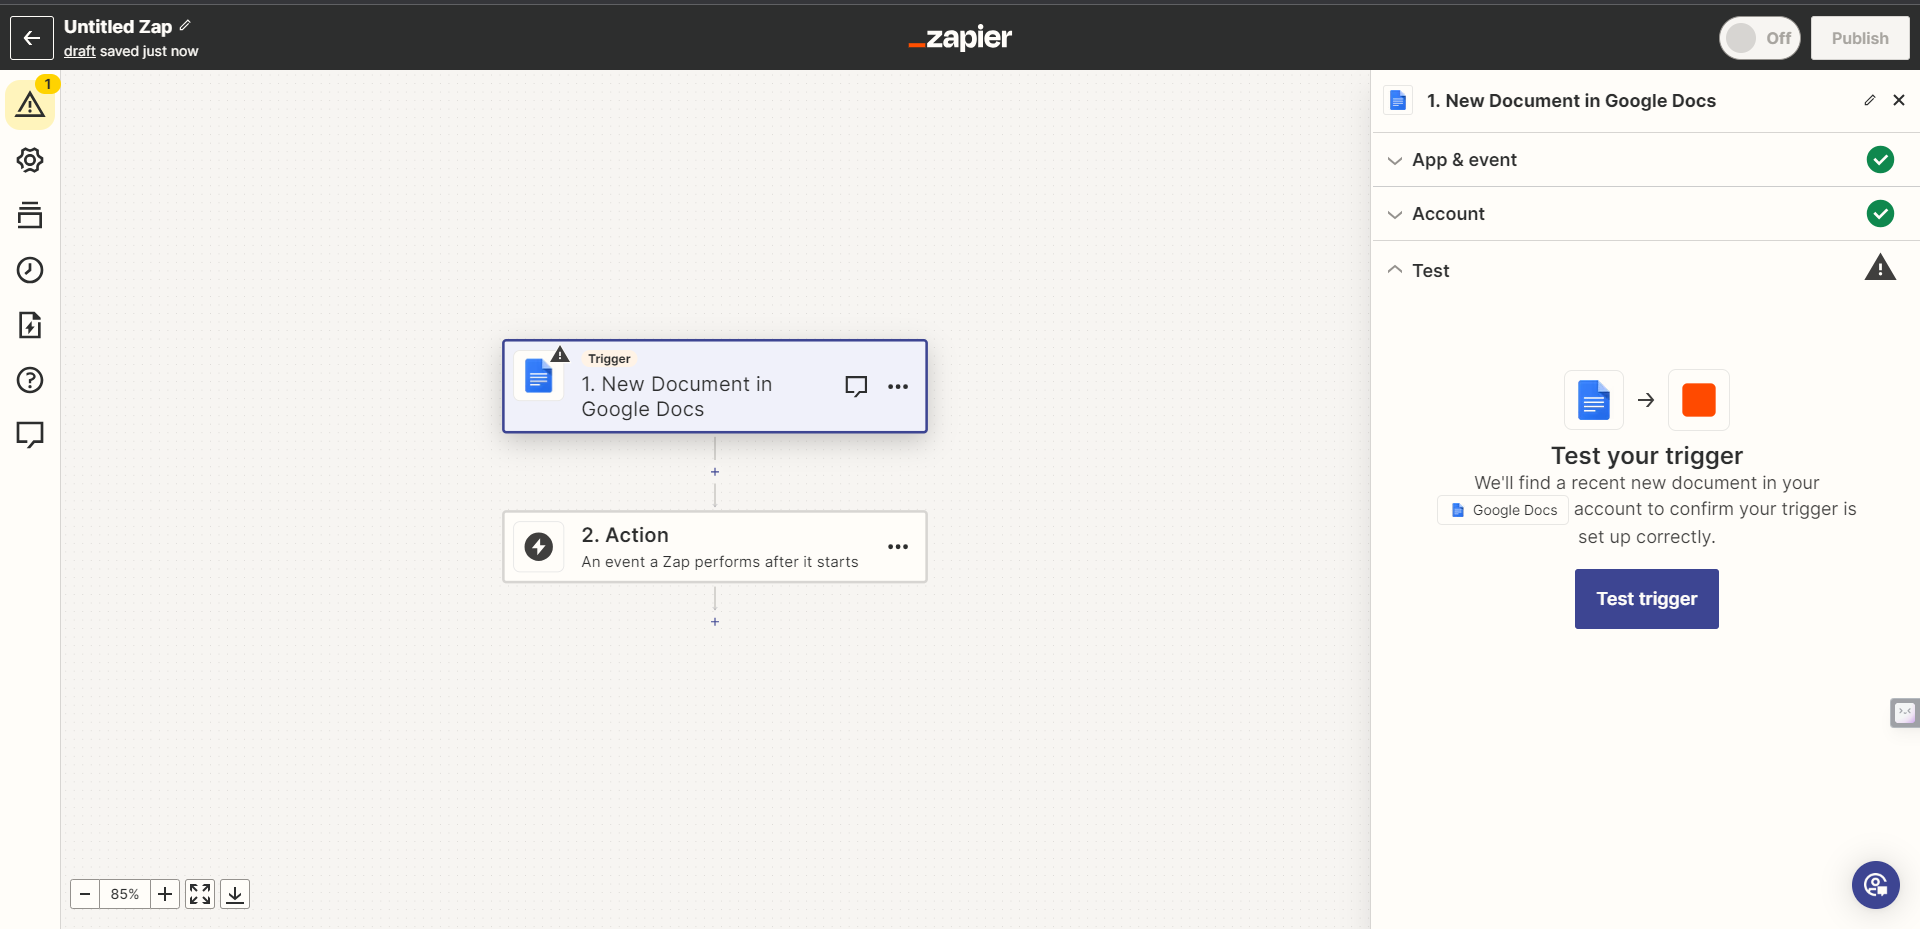 Untitled Zap
draft saved just now
zapier
Off
Publish
1
1. New Document in Google Docs
App & event
Account
Test
Trigger
1. New Document in
Google Docs
2. Action
An event a Zap performs after it starts
Test your trigger
We'll find a recent new document in your
Google Docs account to confirm your trigger is
set up correctly.
Test trigger
85%